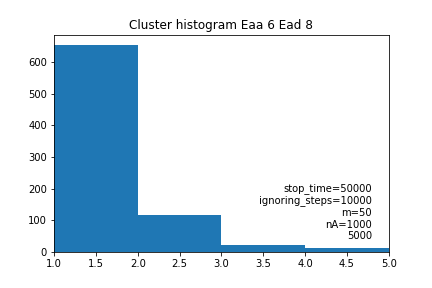 Cluster histogram Eaa 6 Ead 8
600
500
400
300
200
100
0
stop_time=50000
ignoring_steps=10000
m=50
nA=1000
5000
1.0 1.5 2.0 2.5 3.0 3.5 4.0 4.5 5.0